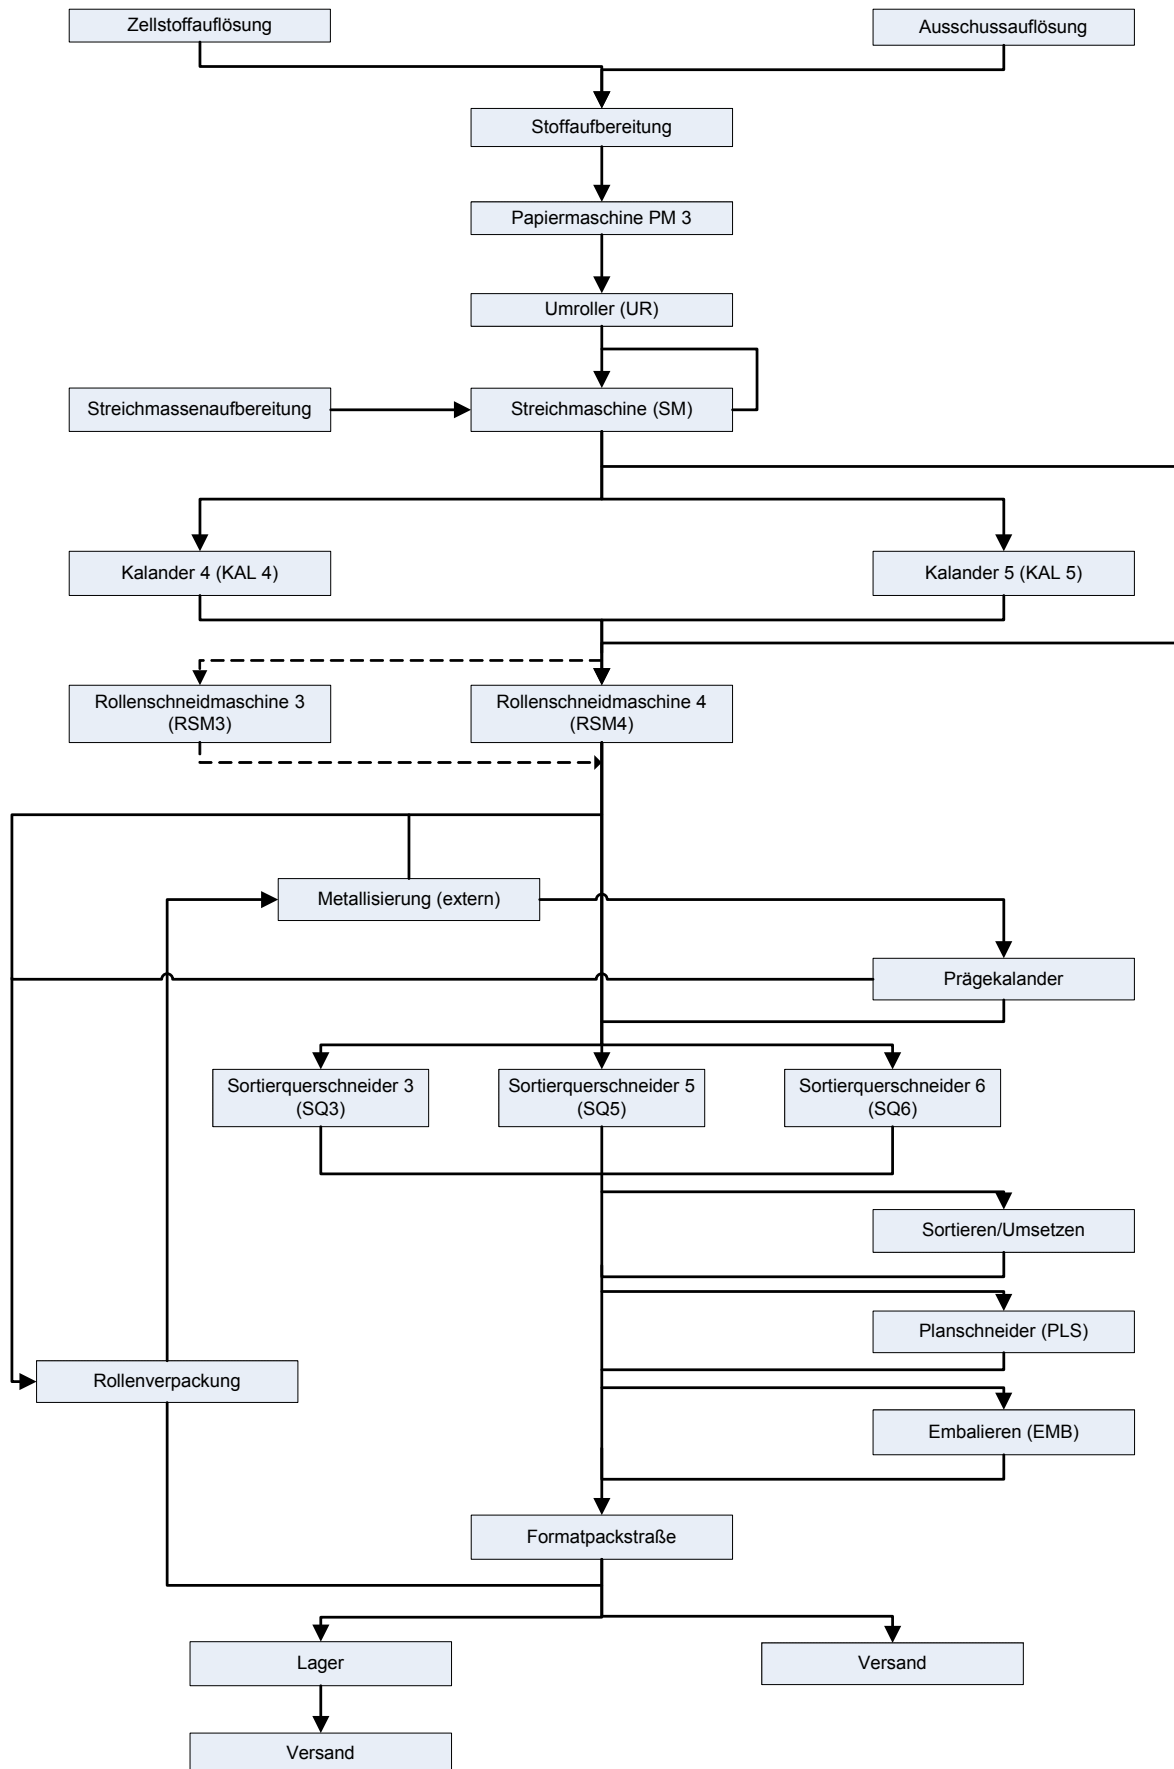 Zellstoffauflösung
Ausschussauflösung
Stoffaufbereitung
Papiermaschine PM 3
Umroller (UR)
Streichmassenaufbereitung
Streichmaschine (SM)
Kalander 4 (KAL 4)
Kalander 5 (KAL 5)
Rollenschneidmaschine 3
(RSM3)
Rollenschneidmaschine 4
(RSM4)
Metallisierung (extern)
Prägekalander
Sortierquerschneider 3
(SQ3)
Sortierquerschneider 5
(SQ5)
Sortierquerschneider 6
(SQ6)
Sortieren/Umsetzen
Planschneider (PLS)
Rollenverpackung
Embalieren (EMB)
Formatpackstraße
Lager
Versand
Versand